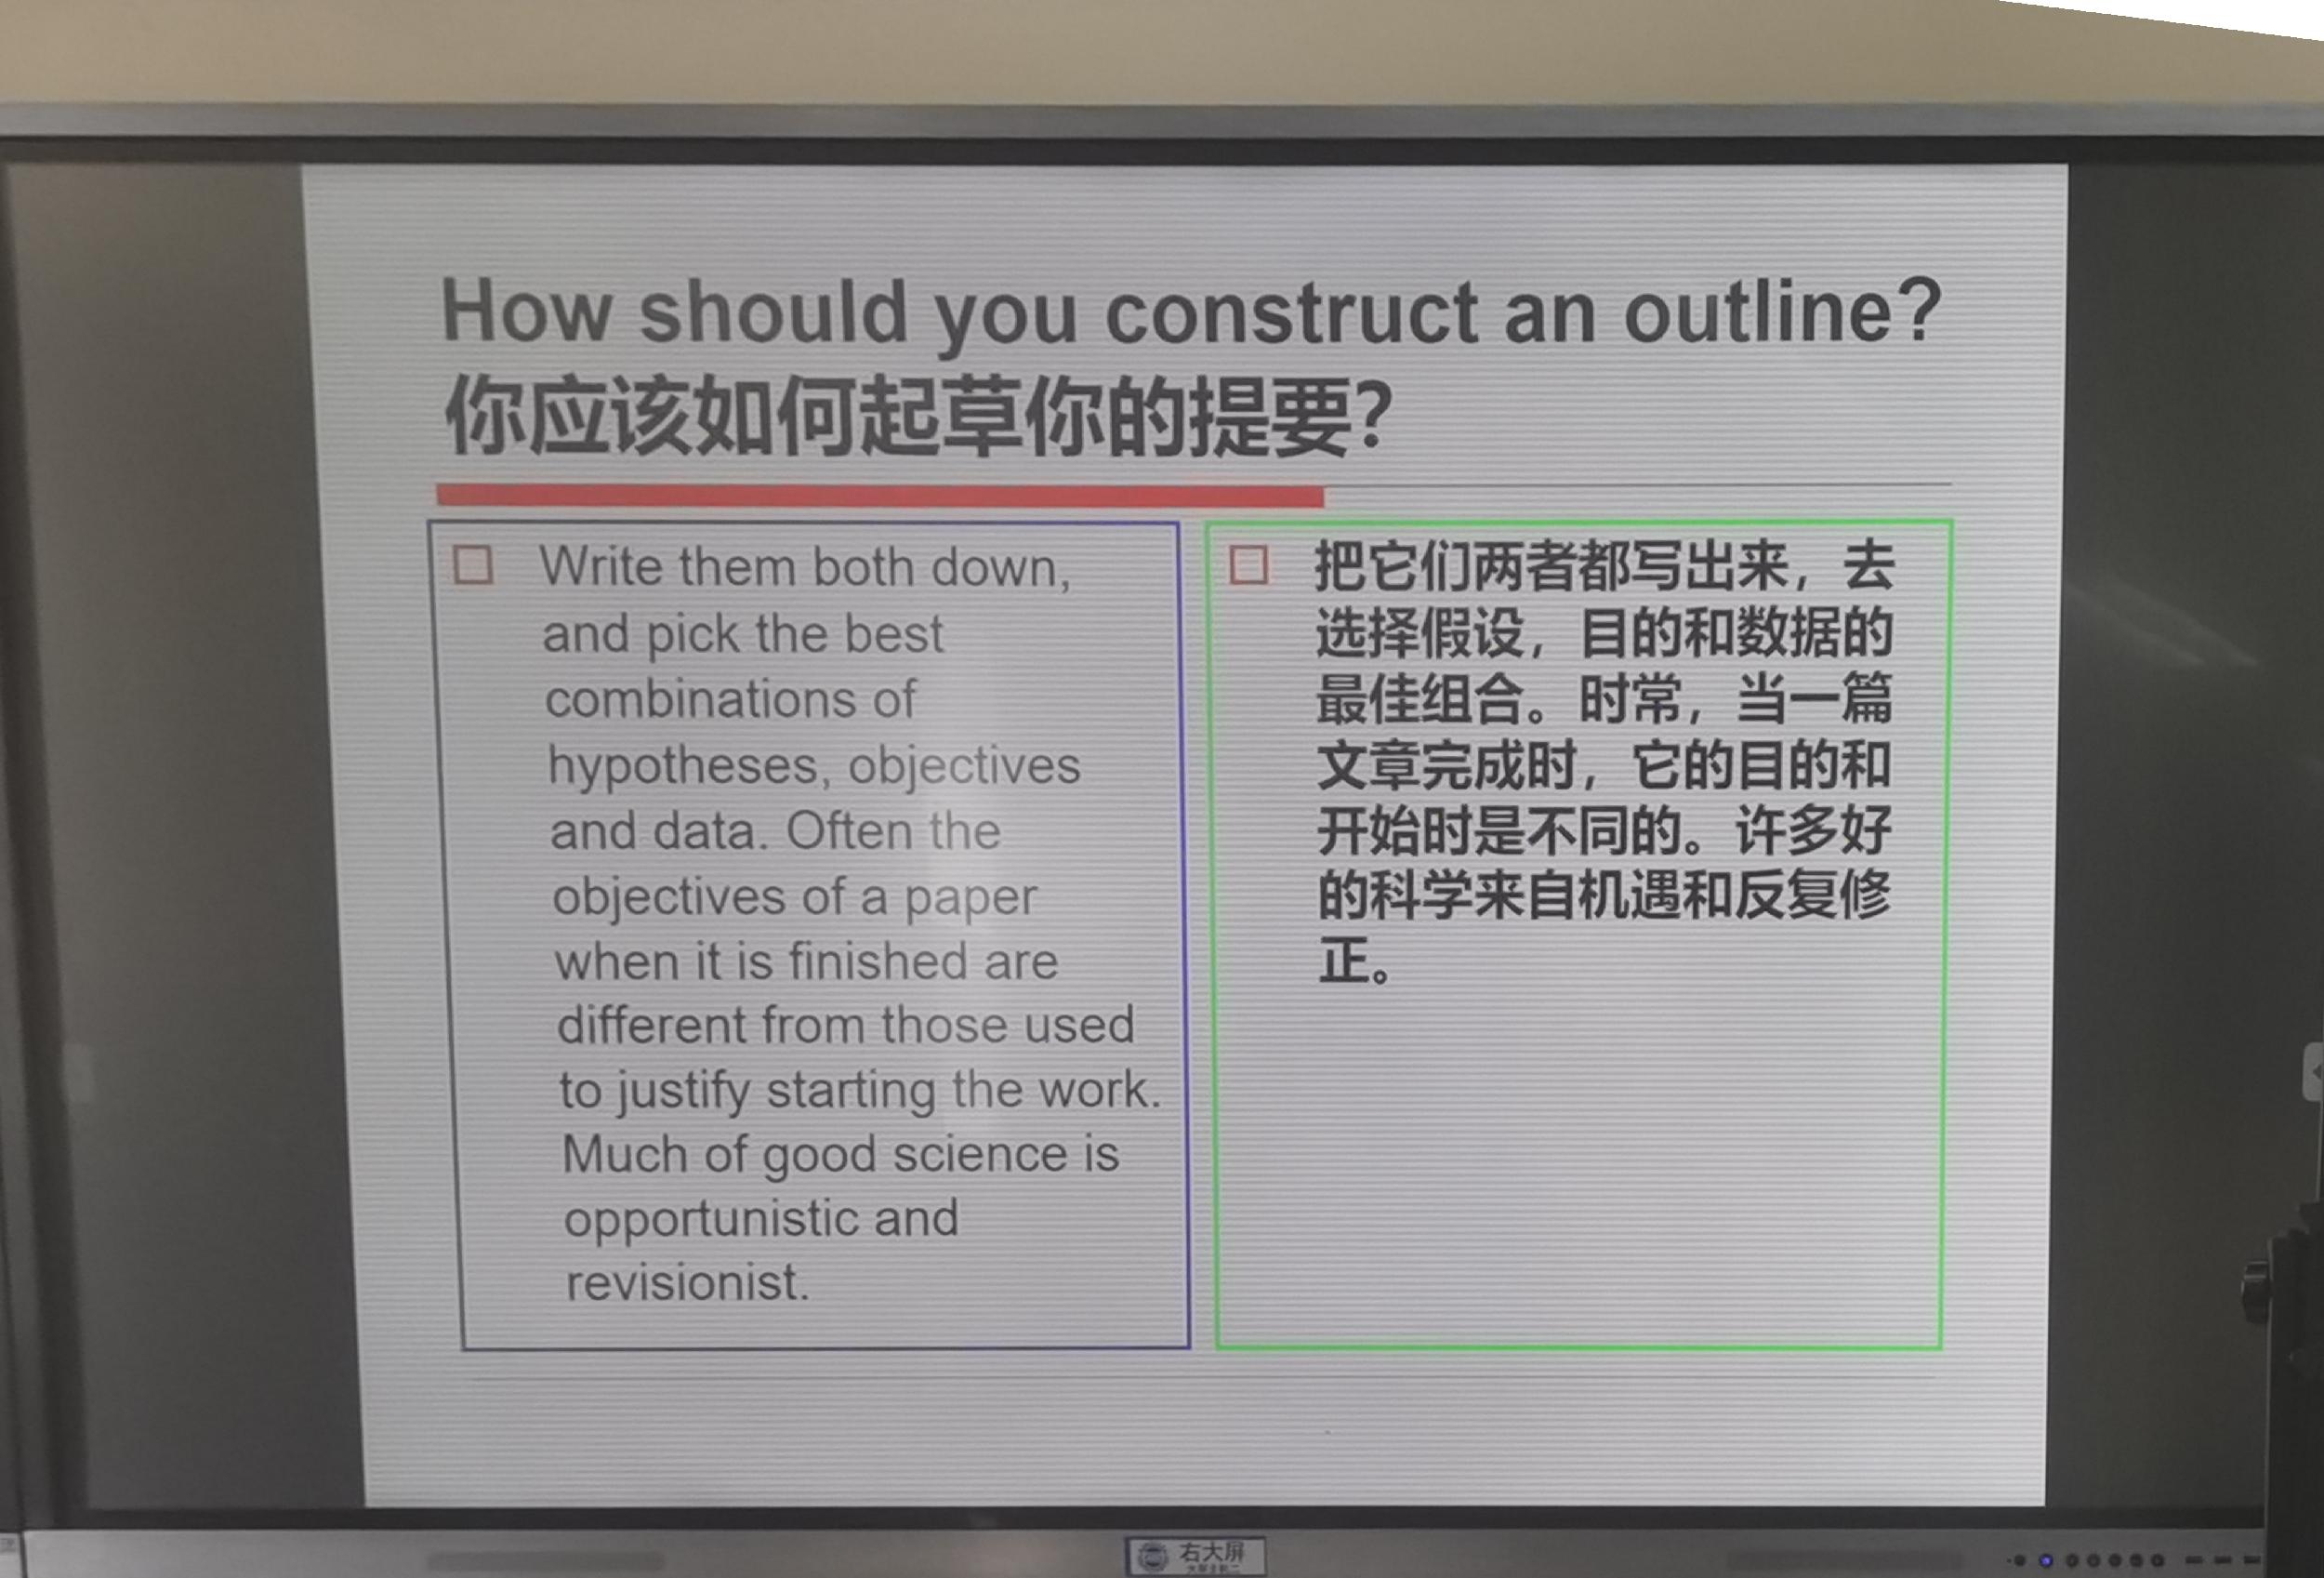 How should you construct an outline?
你应该如何起草你的提要?
Write them both down,
and pick the best
combinations of
hypotheses, objectives
and data. Often the
objectives of a paper
when it is finished are
different from those used
to justify starting the work.
Much of good science is
opportunistic and
revisionist.
把它们两者都写出来，去
选择假设，目的和数据的
最佳组合。时常，当一篇
文章完成时，它的目的和
开始时是不同的。许多好
的科学来自机遇和反复修
正。
右大屏